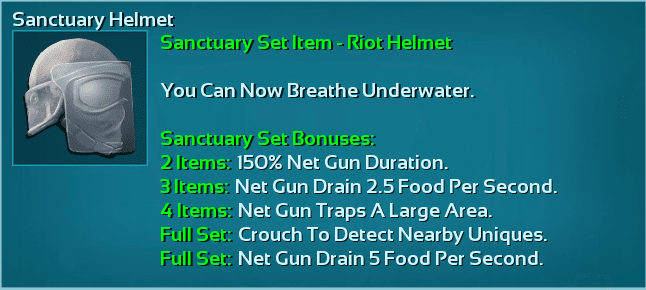 Sanctuary Helmet
Sanctuary Set Item - Riot Helmet
You Can Now Breathe Underwater.
Sanctuary Set Bonuses:
2 Items: 150% Net Gun Duration.
3 Items: Net Gun Drain 2.5 Food Per Second.
4 Items: Net Gun Traps A Large Area.
Full Set: Crouch To Detect Nearby Uniques.
Full Set: Net Gun Drain 5 Food Per Second.